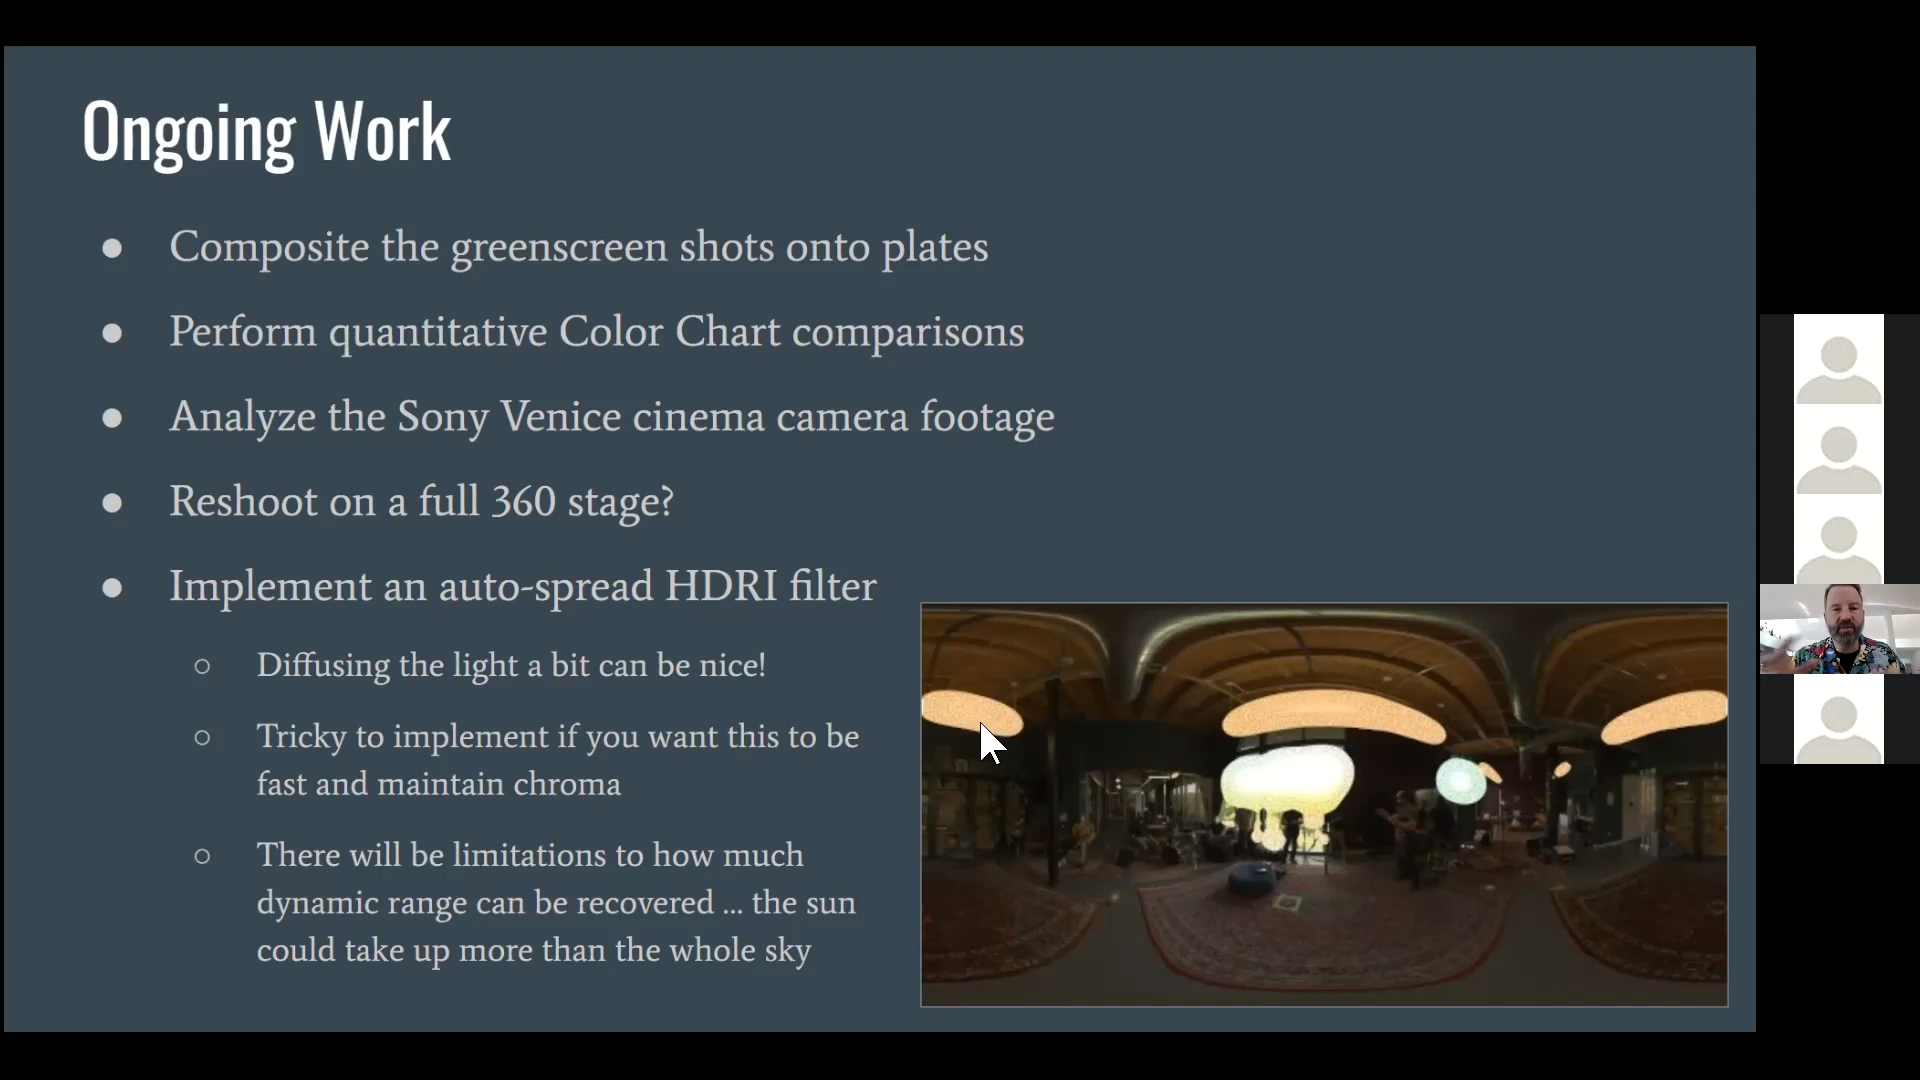 Ongoing Work
● Composite the greenscreen shots onto plates
● Perform quantitative Color Chart comparisons
● Analyze the Sony Venice cinema camera footage
● Reshoot on a full 360 stage?
● Implement an auto-spread HDRI filter
○ Diffusing the light a bit can be nice!
○ Tricky to implement if you want this to be
fast and maintain chroma
○ There will be limitations to how much
dynamic range can be recovered ... the sun
could take up more than the whole sky